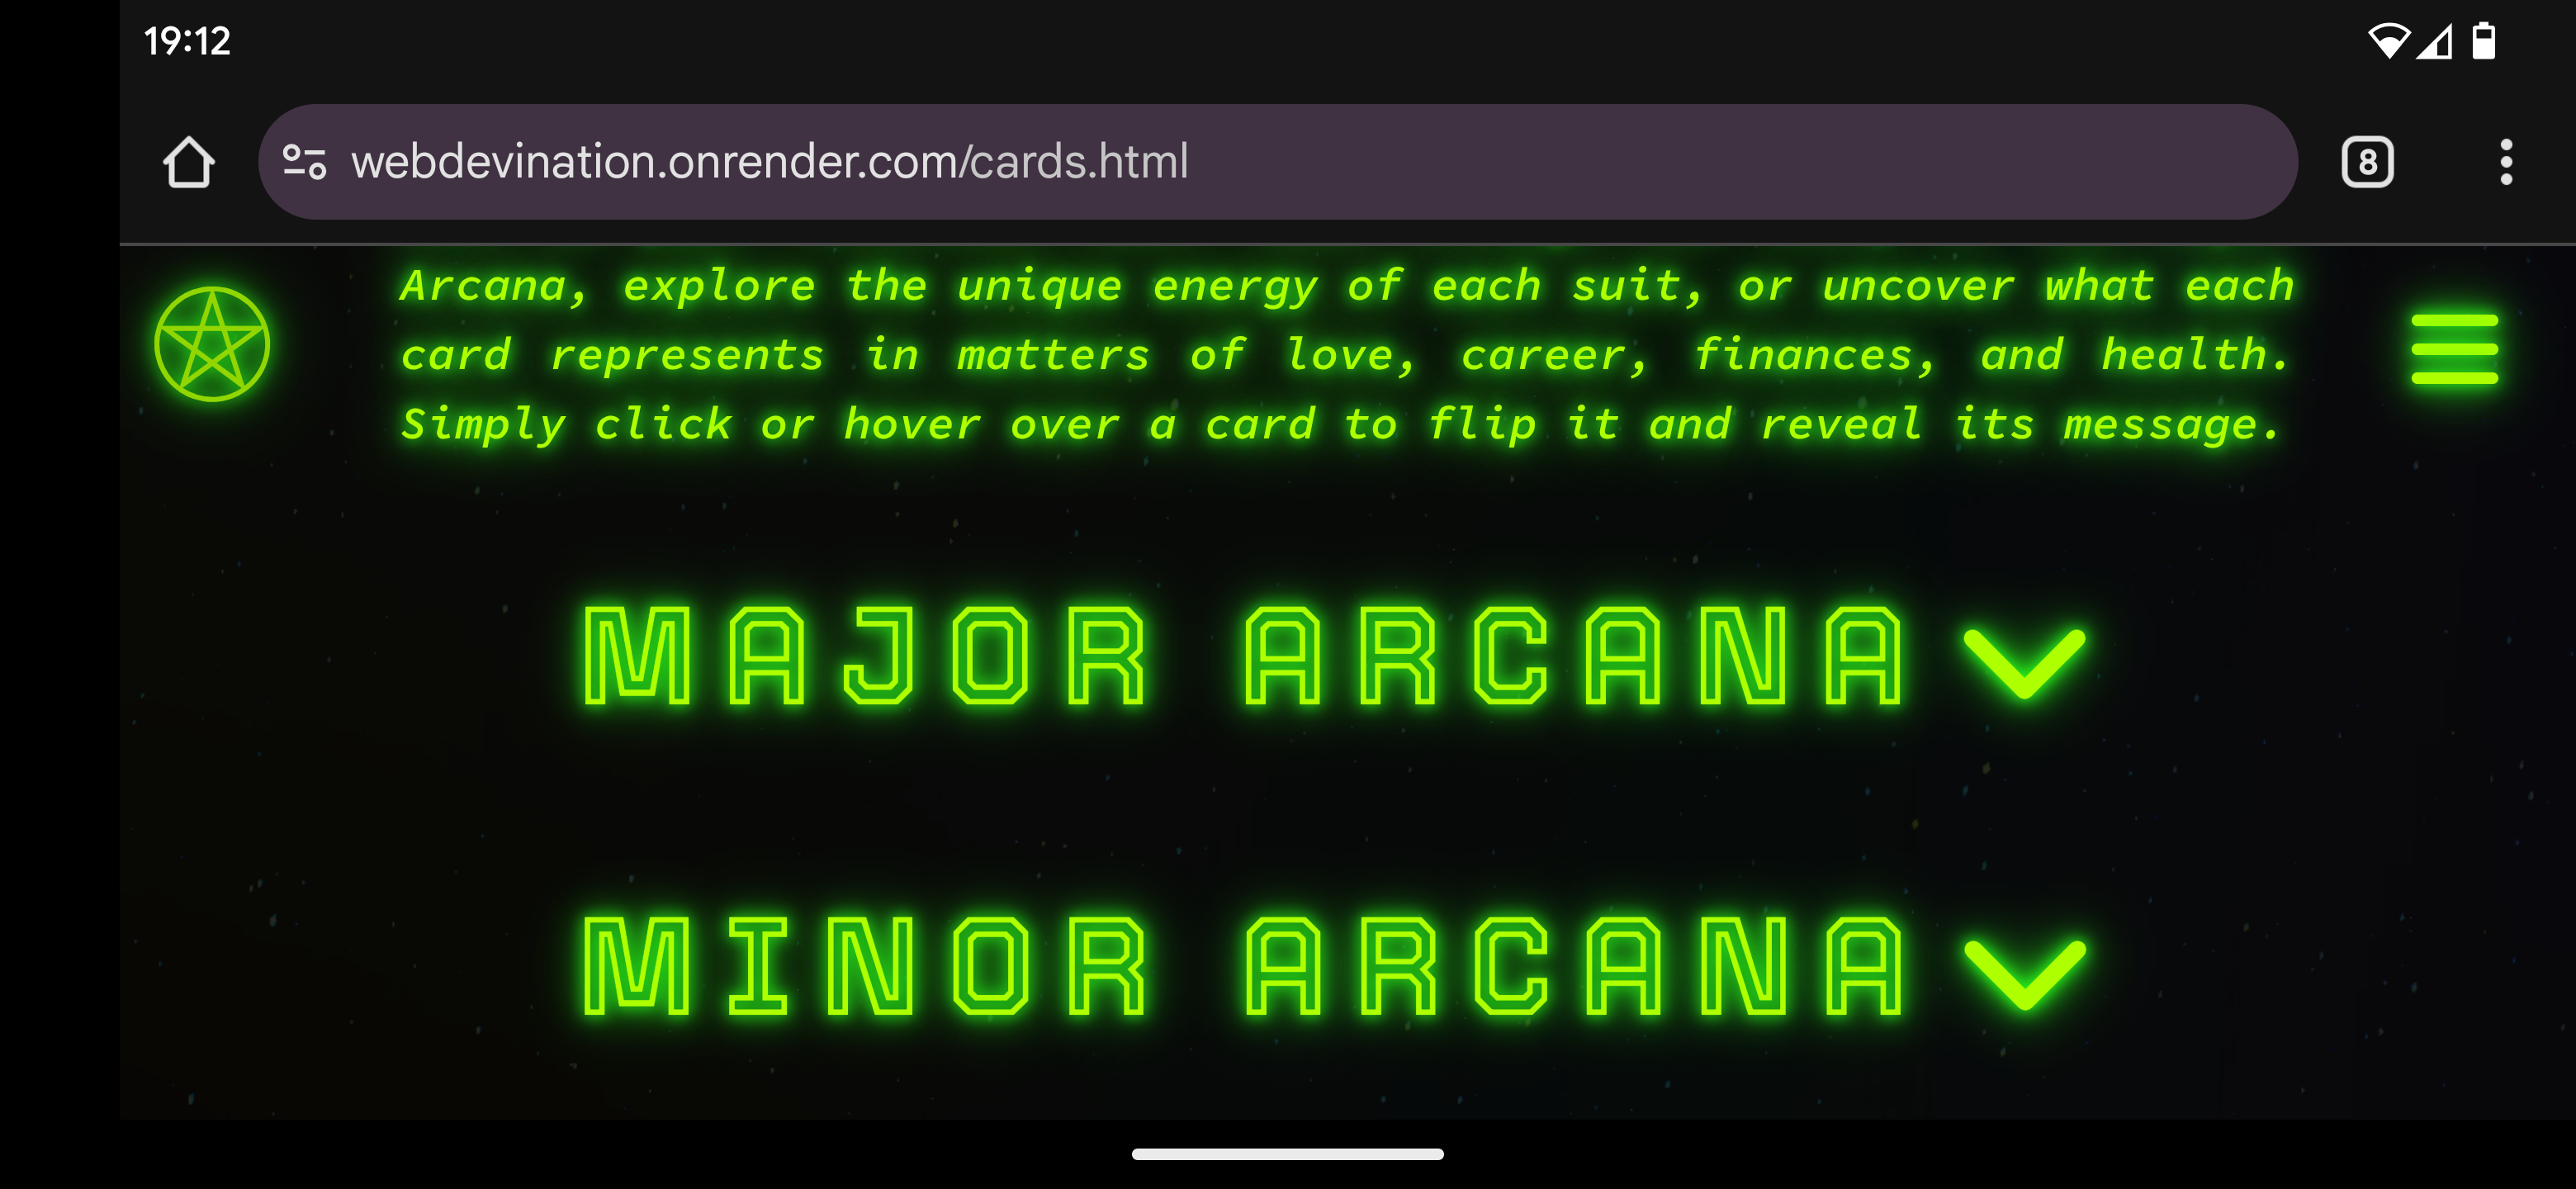 19:12
webdevination.onrender.com/cards.html
8
Arcana, explore the unique energy of each suit, or uncover what each
card represents in matters of love, career, finances, and health.
Simply click or hover over a card to flip it and reveal its message.
MAJOR ARCANA
MINOR ARCANA